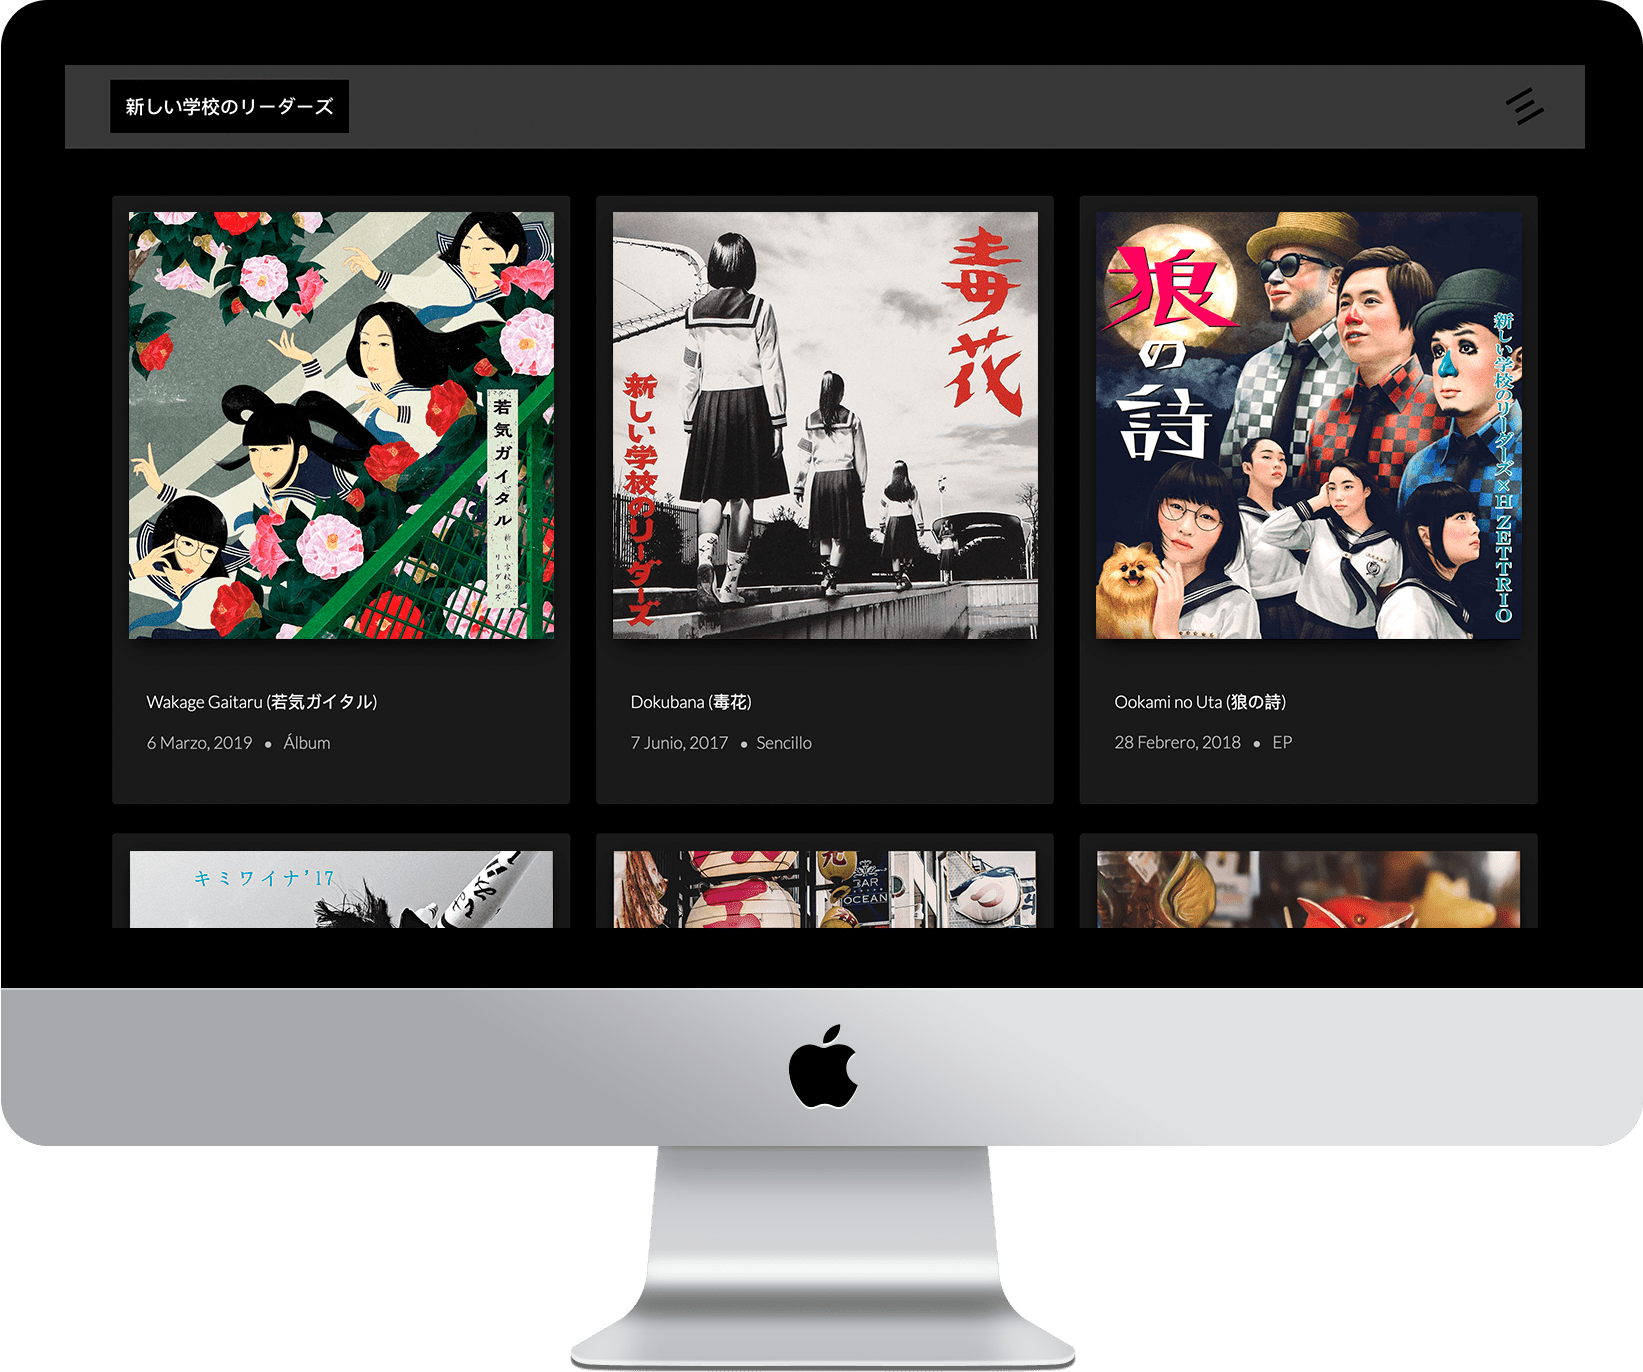 新しい学校のリーダーズ
若気ガイタル
新しい学校の
リーダーズ
Wakage Gaitaru (若気ガイタル)
6 Marzo, 2019 ● Álbum
毒花
新しい学校のリーダーズ
Dokubana (毒花)
7 Junio, 2017 ● Sencillo
狼の詩
新しい学校のリーダーズ×H ZETTRIO
Ookami no Uta (狼の詩)
28 Febrero, 2018 ● EP
キミワイナ'17
BAR
OCEAN